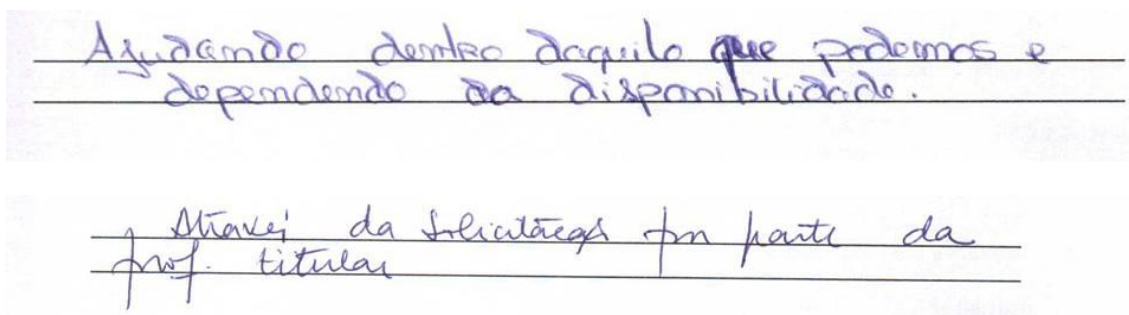 Ajudando dentro daquilo que podemos e
dependendo da disponibilidade.
Através da solicitação por parte da
prof. titular